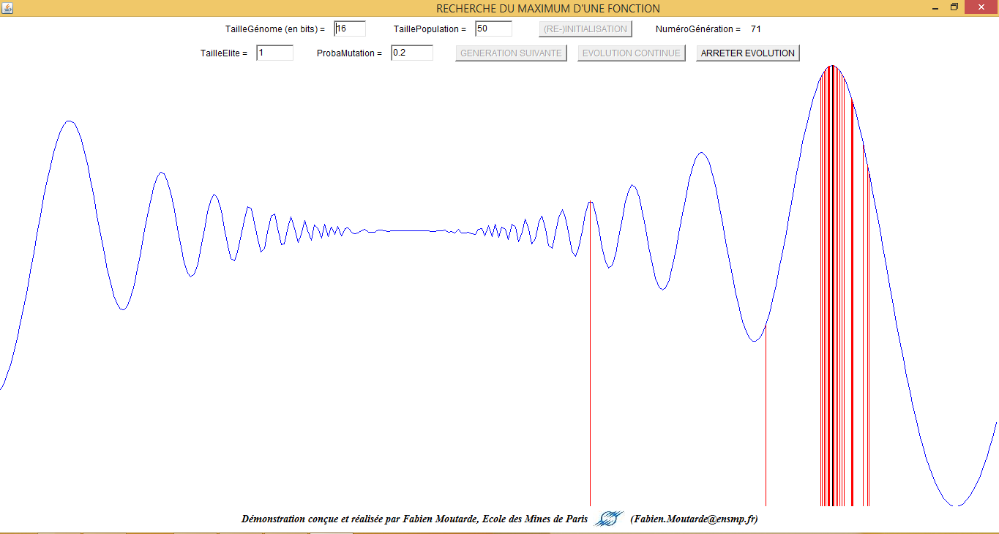 RECHERCHE DU MAXIMUM D'UNE FONCTION
TailleGénome (en bits) = 16 TaillePopulation = 50 (RE-)INITIALISATION NuméroGénération = 71
TailleElite = 1 ProbaMutation = 0.2 GENERATION SUIVANTE EVOLUTION CONTINUE ARRETER EVOLUTION
Démonstration conçue et réalisée par Fabien Moutarde, Ecole des Mines de Paris (Fabien.Moutarde@ensmp.fr)